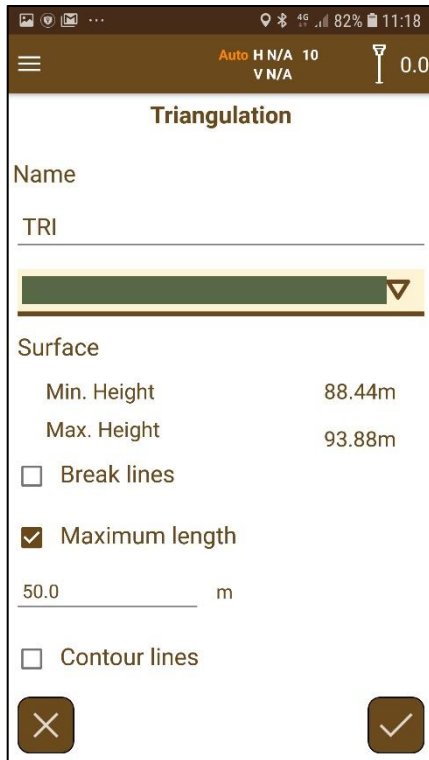 ... 4G 82% 11:18
Auto H N/A 10
V N/A
0.0
Triangulation
Name
TRI
Surface
Min. Height 88.44m
Max. Height 93.88m
Break lines
Maximum length
50.0 m
Contour lines